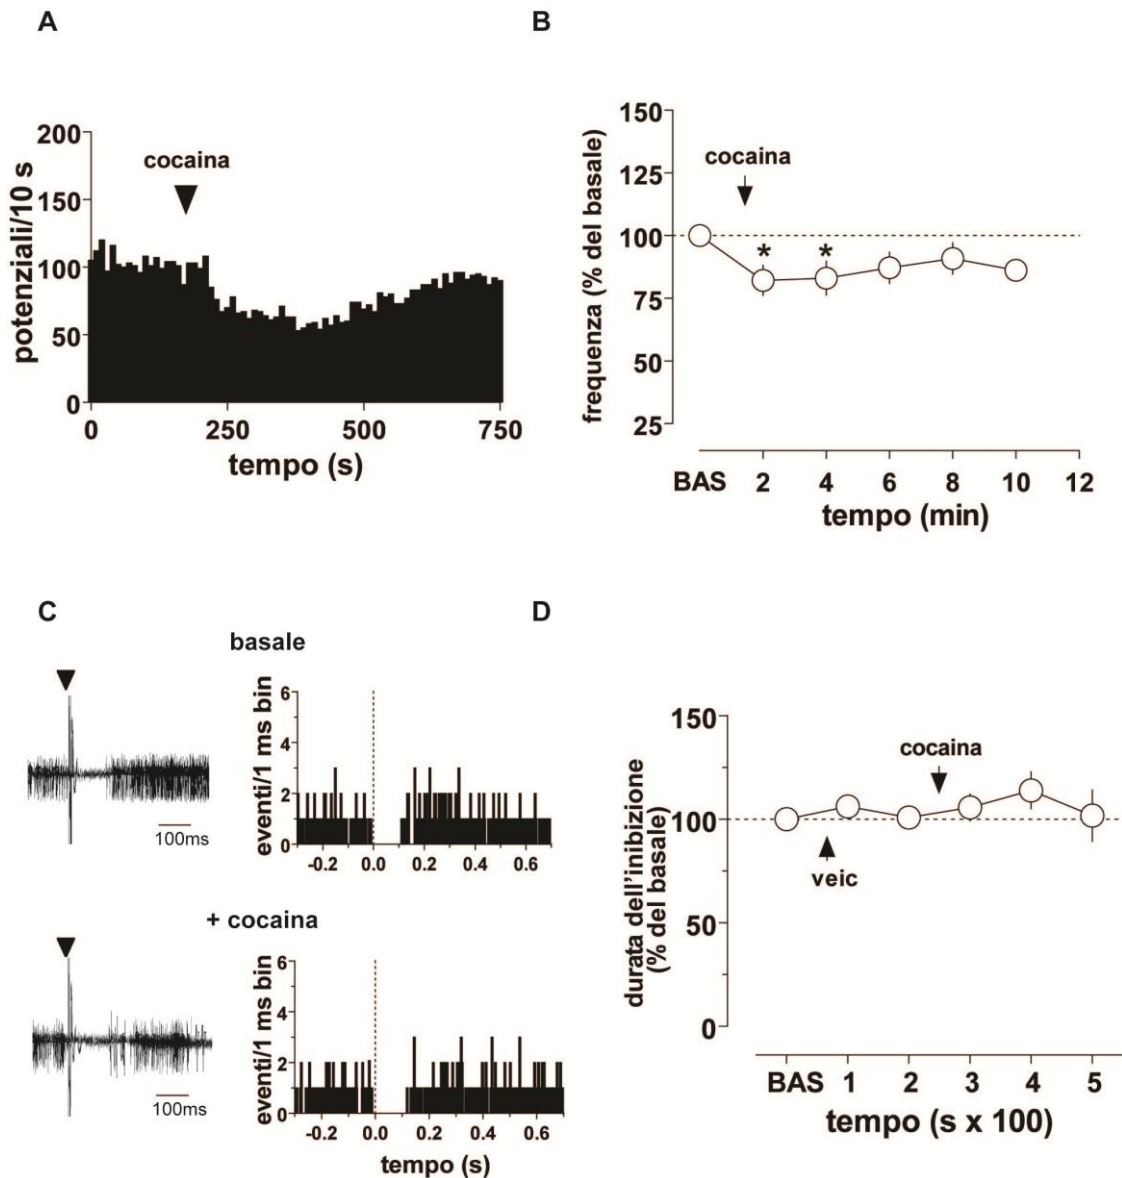 A
200
150
100
50
0
cocaina
potenziali/10 s
0 250 500 750
tempo (s)
B
150
125
100
75
50
25
cocaina
* *
frequenza (% del basale)
BAS 2 4 6 8 10 12
tempo (min)
C
basale
100ms
6
4
2
0
eventi/1 ms bin
-0.2 0.0 0.2 0.4 0.6
+ cocaina
100ms
6
4
2
0
eventi/1 ms bin
-0.2 0.0 0.2 0.4 0.6
tempo (s)
D
150
100
50
0
cocaina
veic
durata dell'inibizione
(% del basale)
BAS 1 2 3 4 5
tempo (s x 100)